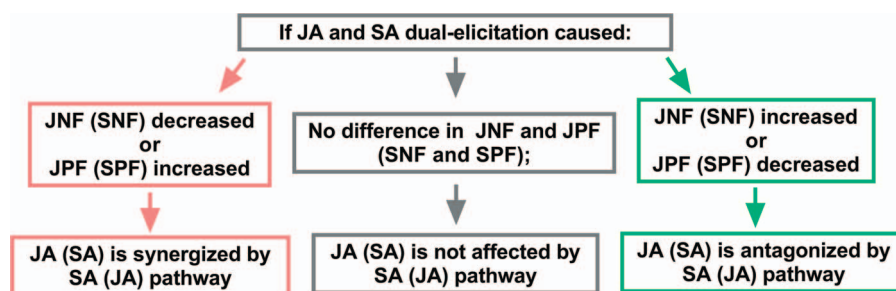 If JA and SA dual-elicitation caused:
JNF (SNF) decreased
or
JPF (SPF) increased
No difference in JNF and JPF
(SNF and SPF);
JNF (SNF) increased
or
JPF (SPF) decreased
JA (SA) is synergized by
SA (JA) pathway
JA (SA) is not affected by
SA (JA) pathway
JA (SA) is antagonized by
SA (JA) pathway